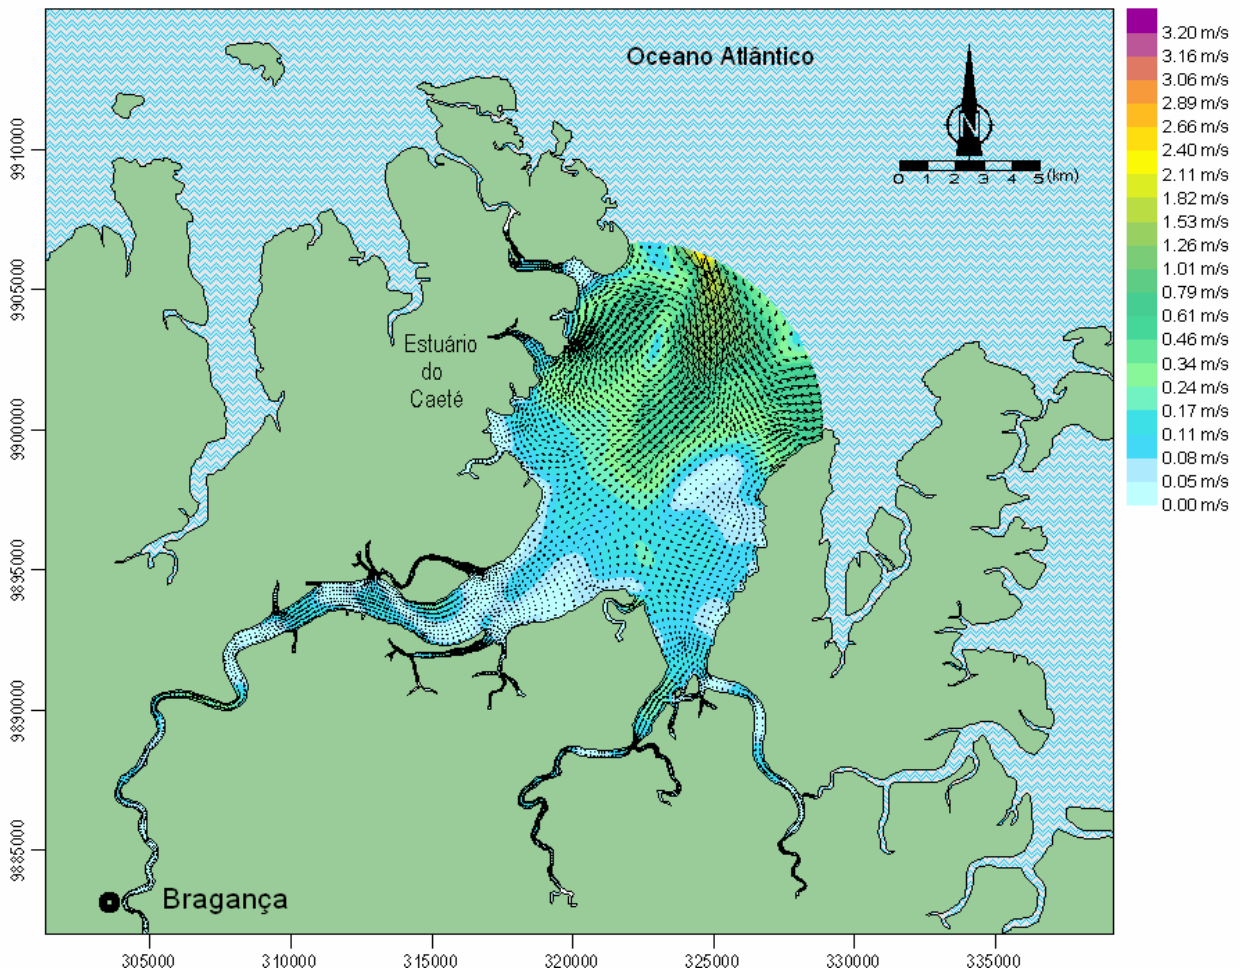 Oceano Atlântico
N
0 1 2 3 4 5 (km)
3.20 m/s
3.16 m/s
3.06 m/s
2.89 m/s
2.66 m/s
2.40 m/s
2.11 m/s
1.82 m/s
1.53 m/s
1.26 m/s
1.01 m/s
0.79 m/s
0.61 m/s
0.46 m/s
0.34 m/s
0.24 m/s
0.17 m/s
0.11 m/s
0.08 m/s
0.05 m/s
0.00 m/s
Estuário
do
Caeté
Bragança
9910000
9905000
9900000
9895000
9890000
9885000
305000 310000 315000 320000 325000 330000 335000